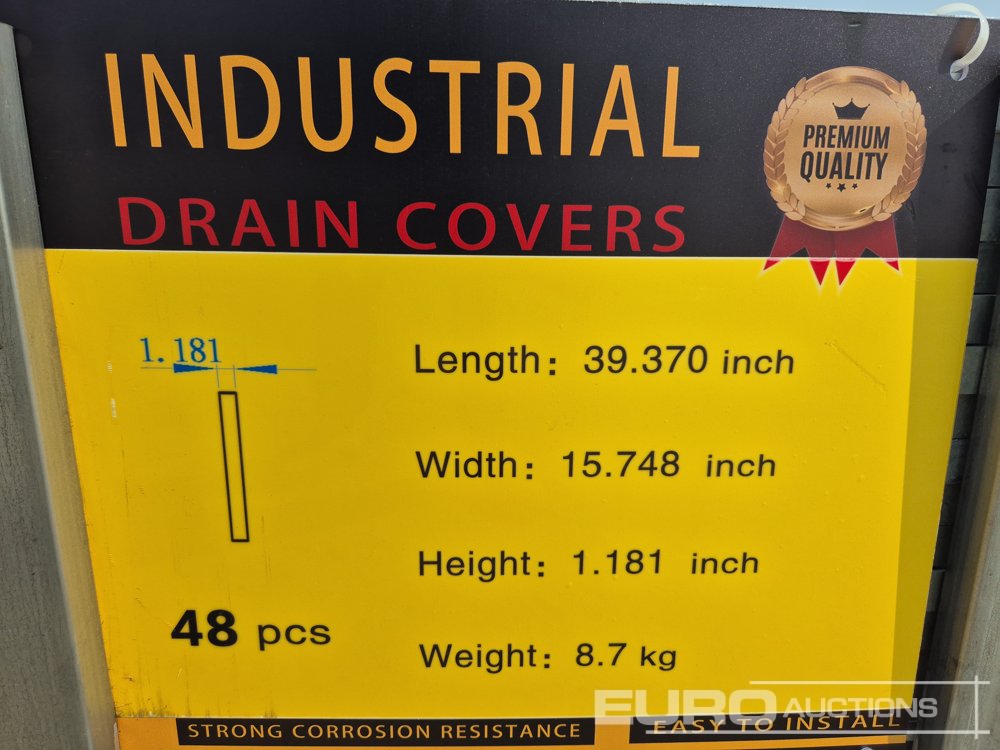 INDUSTRIAL
PREMIUM
QUALITY
DRAIN COVERS
1.181
Length: 39.370 inch
Width: 15.748 inch
Height: 1.181 inch
48 pcs
Weight: 8.7 kg
STRONG CORROSION RESISTANCE
EASY TO INSTALL
EURO AUCTIONS